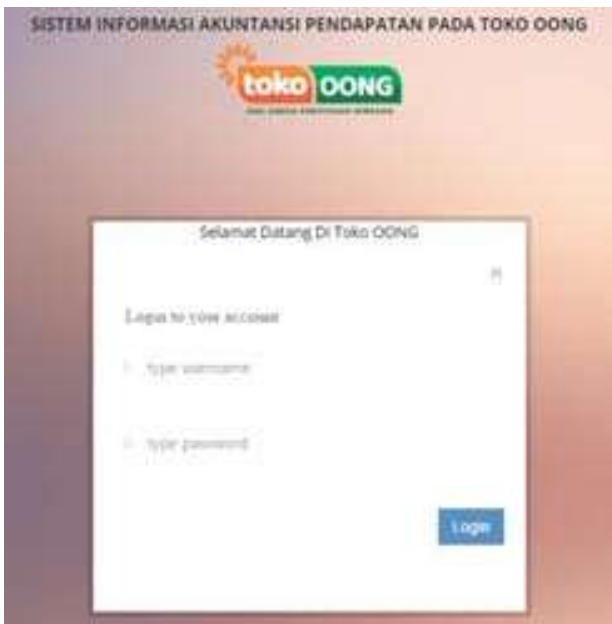 SISTEM INFORMASI AKUNTANSI PENDAPATAN PADA TOKO OONG
toko OONG
Selamat Datang Di Toko OONG
Login to your account
type username
type password
Login